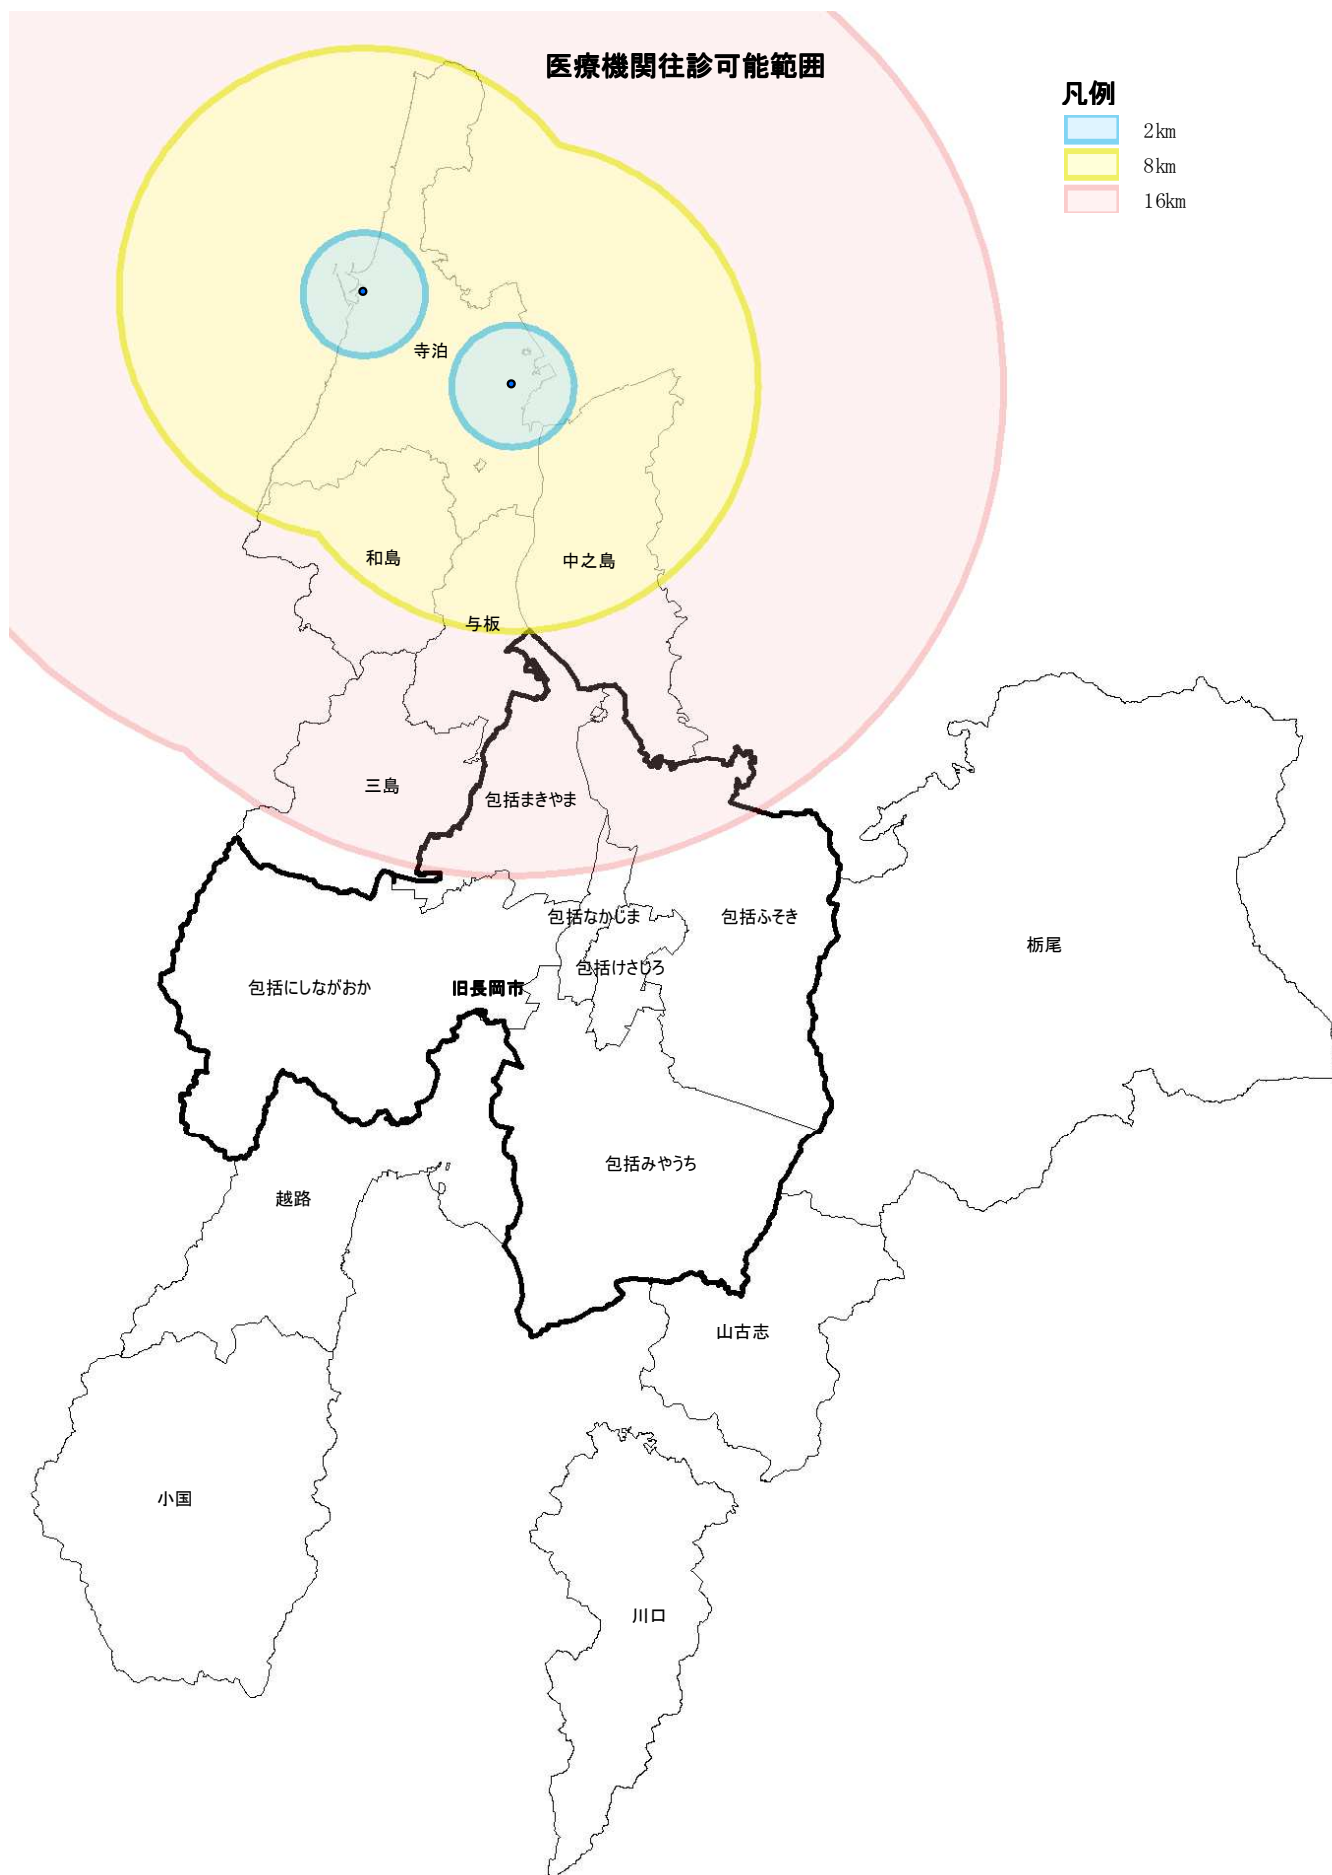 医療機関往診可能範囲
凡例
2km
8km
16km
寺泊
和島
中之島
与板
三島
包括まきやま
包括なかじま
包括ふそき
栃尾
包括けさじろ
包括にしながおか
旧長岡市
包括みやうち
越路
山古志
小国
川口